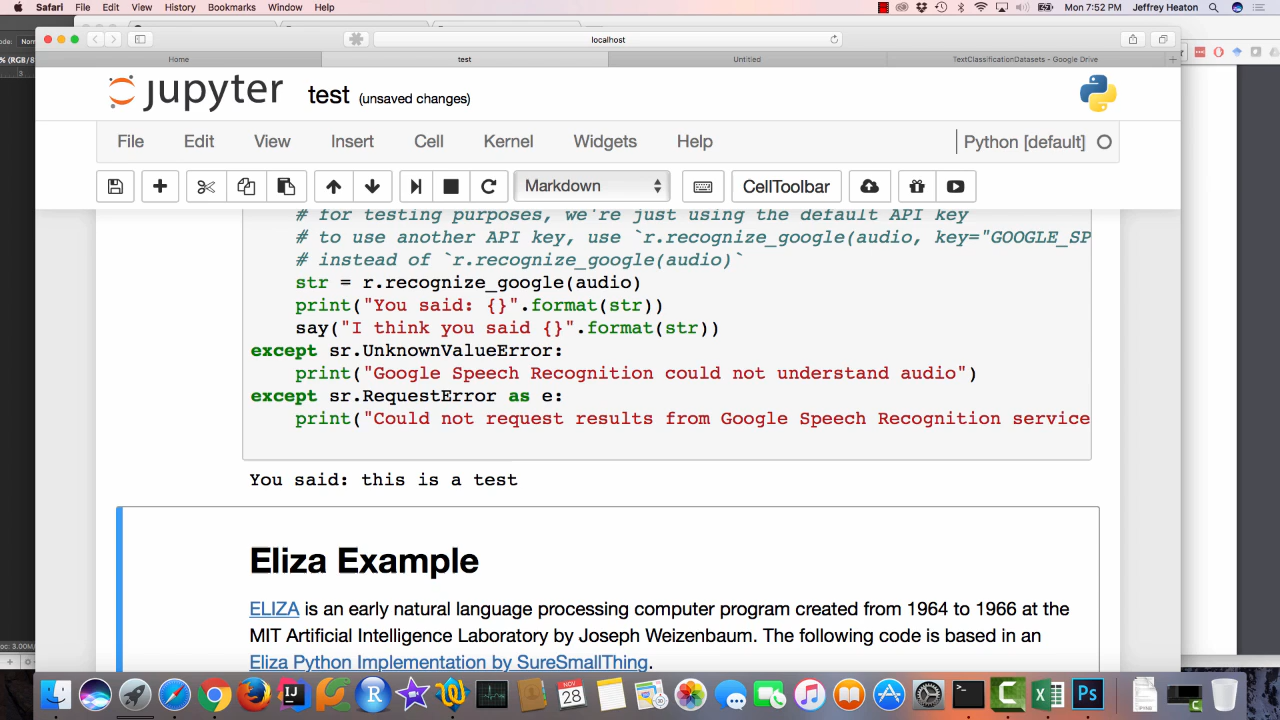 Safari File Edit View History Bookmarks Window Help Mon 7:52 PM Jeffrey Heaton
localhost
Home test Untitled TextClassificationDatasets - Google Drive
jupyter test (unsaved changes)
File Edit View Insert Cell Kernel Widgets Help Python [default]
Markdown CellToolbar
# for testing purposes, we're just using the default API key
# to use another API key, use `r.recognize_google(audio, key="GOOGLE_SP
# instead of `r.recognize_google(audio)`
str = r.recognize_google(audio)
print("You said: {}".format(str))
say("I think you said {}".format(str))
except sr.UnknownValueError:
print("Google Speech Recognition could not understand audio")
except sr.RequestError as e:
print("Could not request results from Google Speech Recognition service
You said: this is a test
Eliza Example
ELIZA is an early natural language processing computer program created from 1964 to 1966 at the
MIT Artificial Intelligence Laboratory by Joseph Weizenbaum. The following code is based in an
Eliza Python Implementation by SureSmallThing.
NOV
28